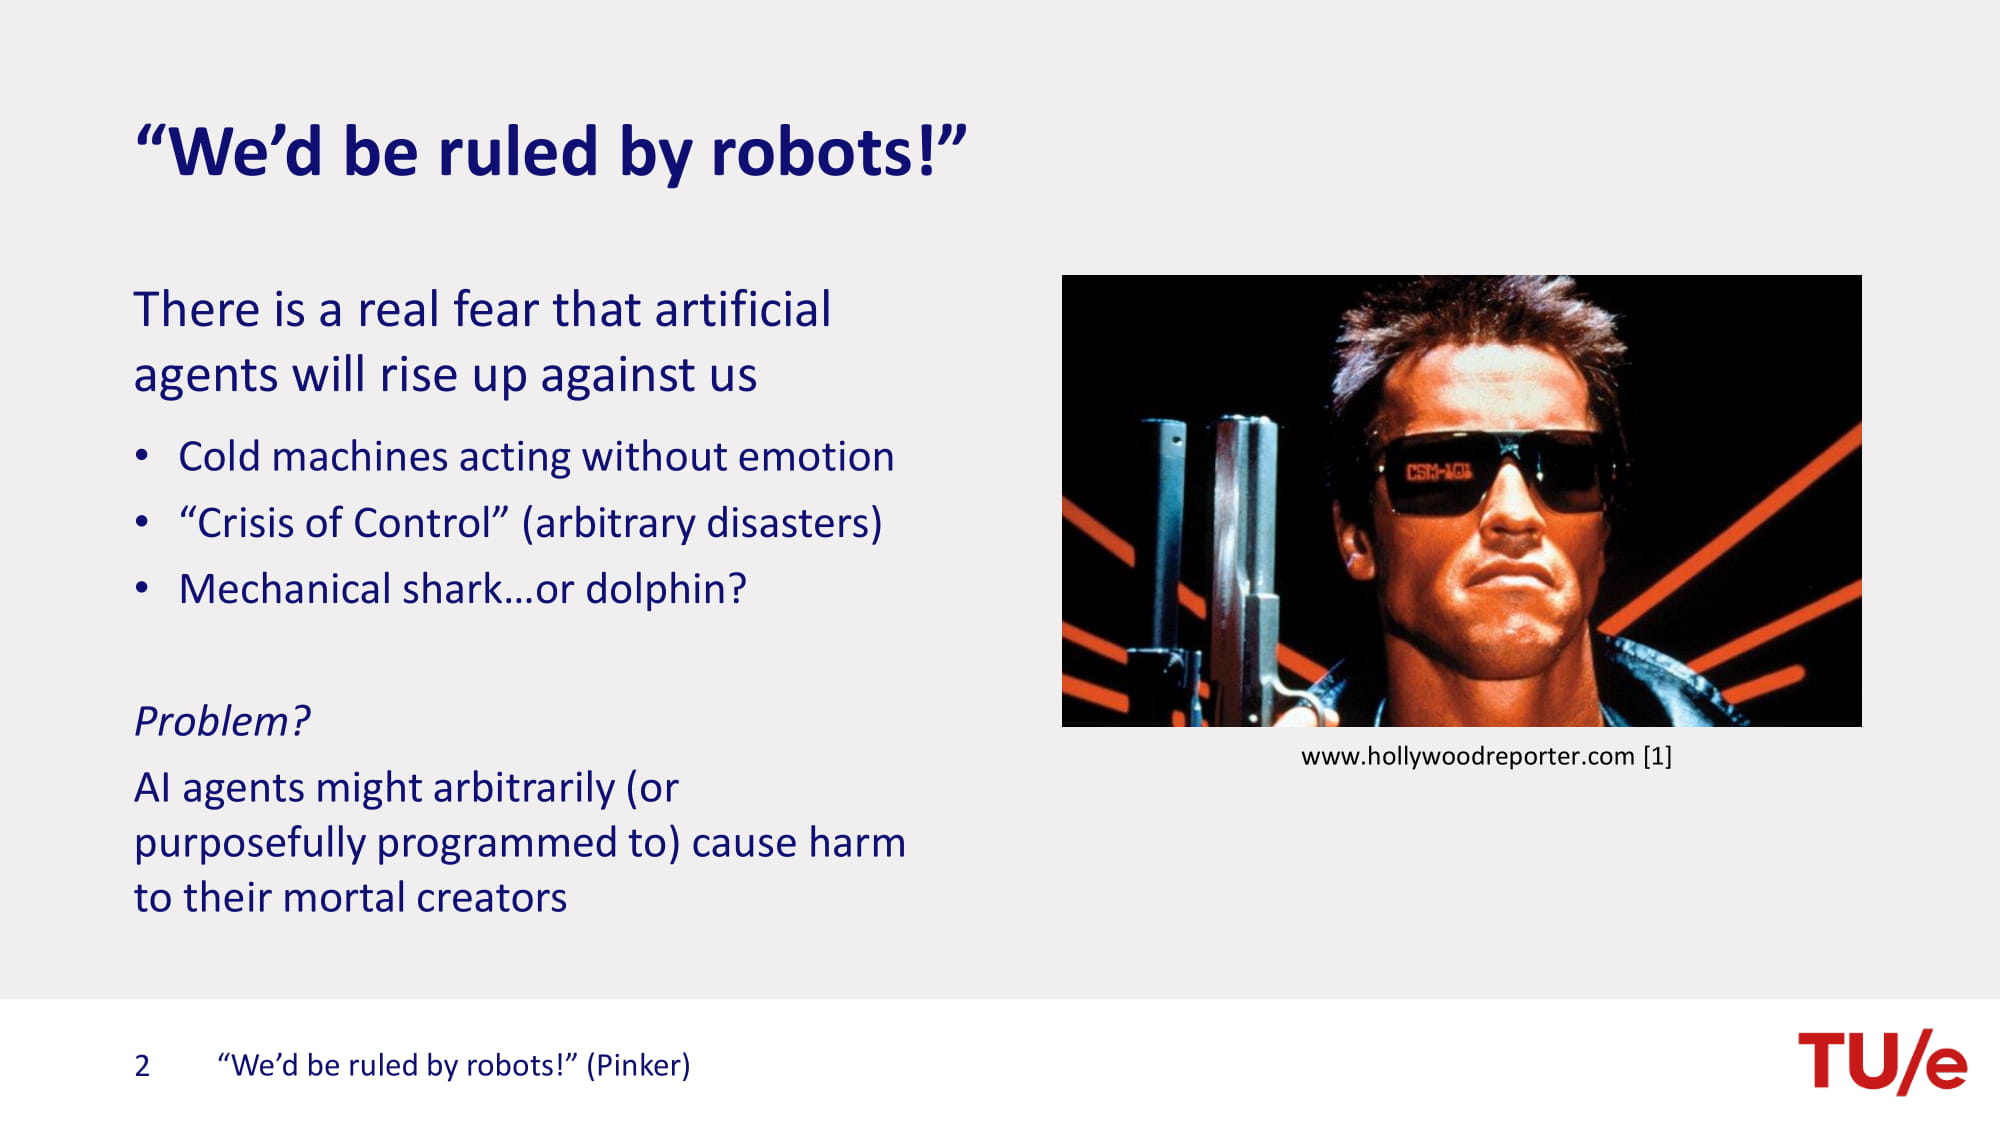 “We’d be ruled by robots!”
There is a real fear that artificial
agents will rise up against us
• Cold machines acting without emotion
• “Crisis of Control” (arbitrary disasters)
• Mechanical shark…or dolphin?
Problem?
AI agents might arbitrarily (or
purposefully programmed to) cause harm
to their mortal creators
CSM-101
www.hollywoodreporter.com [1]
2 “We’d be ruled by robots!” (Pinker)
TU/e